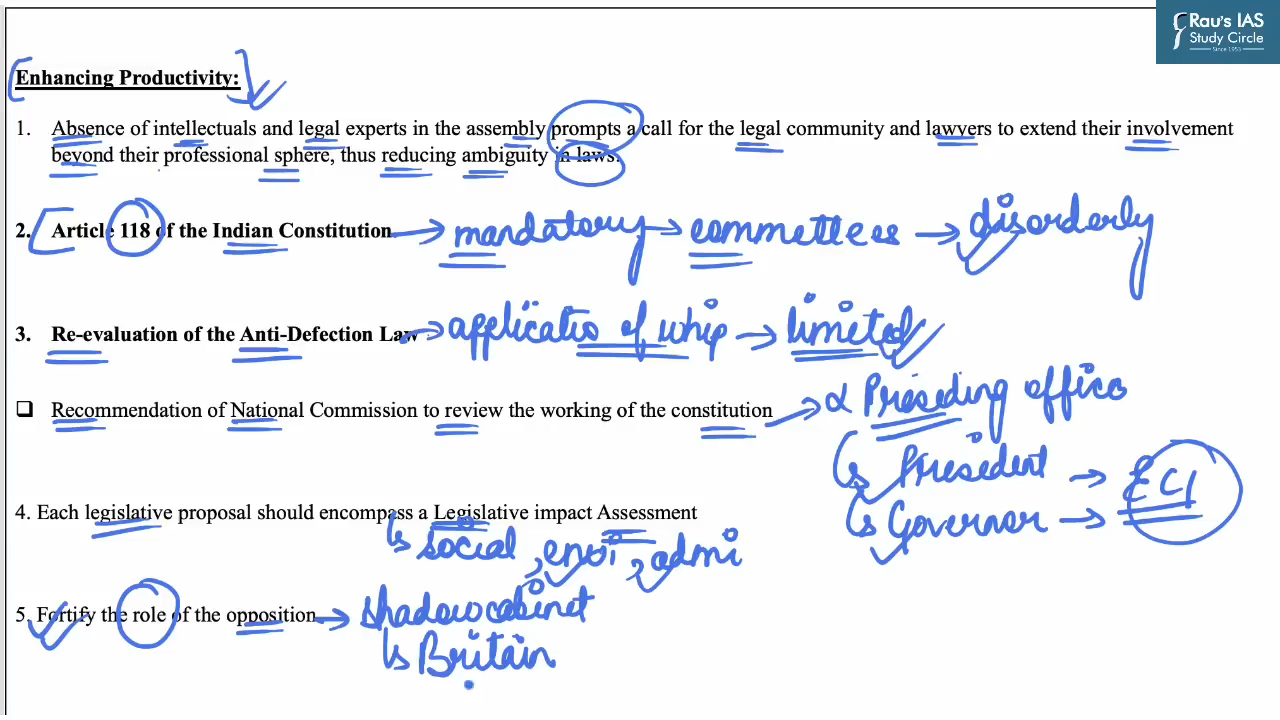 Rau's IAS
Study Circle
Since 1953
Enhancing Productivity:
1. Absence of intellectuals and legal experts in the assembly prompts a call for the legal community and lawyers to extend their involvement
beyond their professional sphere, thus reducing ambiguity in laws.
2. Article 118 of the Indian Constitution → mandatory → committees → disorderly
3. Re-evaluation of the Anti-Defection Law → applicatio of whip → limited
❑ Recommendation of National Commission to review the working of the constitution → Presiding office
President → ECI
Governor →
4. Each legislative proposal should encompass a Legislative impact Assessment
social, envi, admi
5. Fortify the role of the opposition → shadow cabinet
Britain